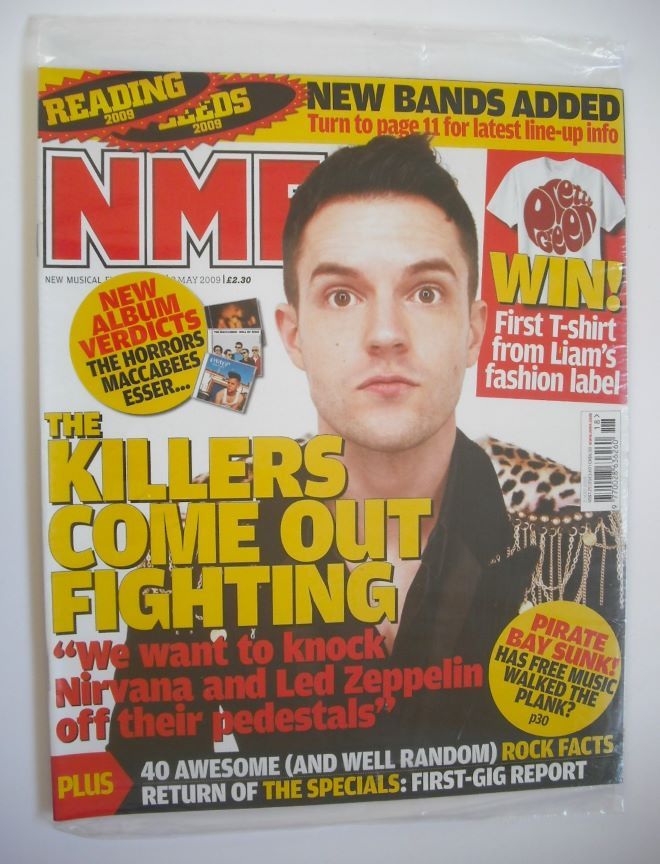 READING
2009
LEEDS
2009
NEW BANDS ADDED
Turn to page 11 for latest line-up info
NME
NEW MUSICAL
MAY 2009 | £2.30
Pretty
Green
WIN!
First T-shirt
from Liam's
fashion label
NEW
ALBUM
VERDICTS
THE HORRORS
MACCABEES
ESSER...
THE
KILLERS
COME OUT
FIGHTING
"We want to knock
Nirvana and Led Zeppelin
off their pedestals"
18>
9 770028 636260
PIRATE
BAY SUNK!
HAS FREE MUSIC
WALKED THE
PLANK?
p30
PLUS
40 AWESOME (AND WELL RANDOM) ROCK FACTS
RETURN OF THE SPECIALS: FIRST-GIG REPORT